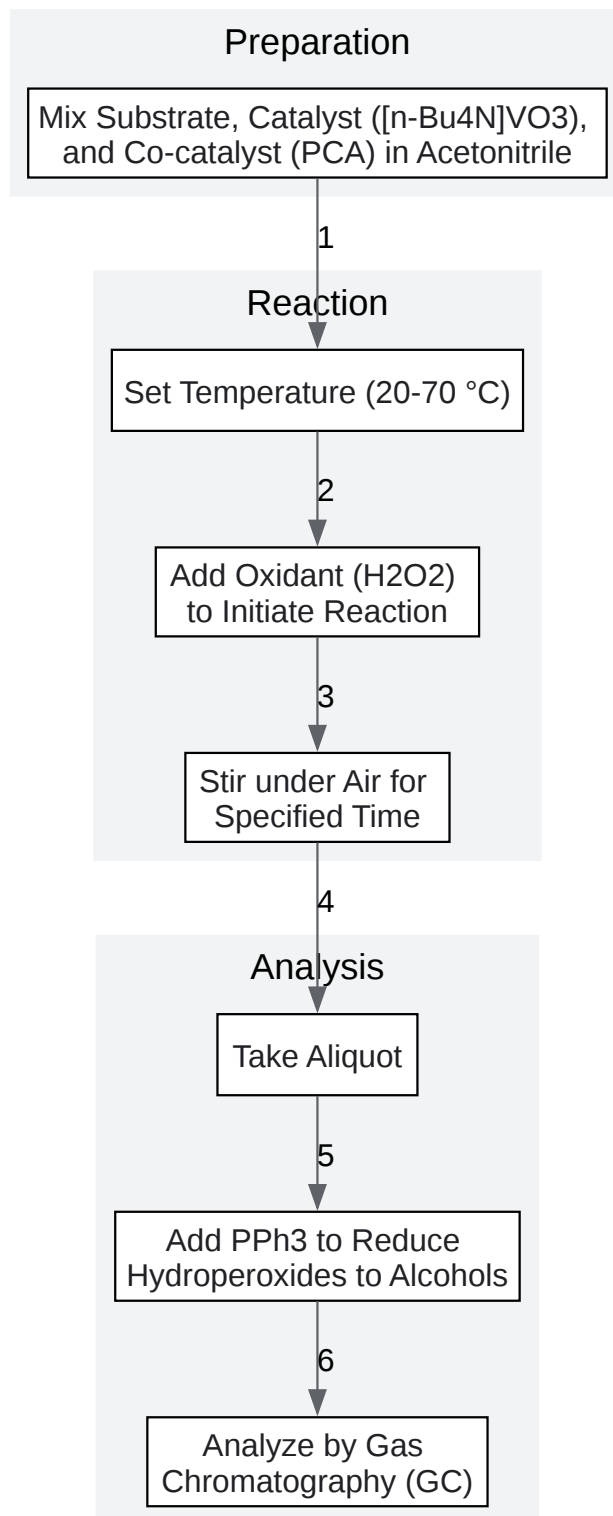 Preparation
Mix Substrate, Catalyst ([n-Bu4N]VO3),
and Co-catalyst (PCA) in Acetonitrile
1
Reaction
Set Temperature (20-70 °C)
2
Add Oxidant (H2O2)
to Initiate Reaction
3
Stir under Air for
Specified Time
4
Analysis
Take Aliquot
5
Add PPh3 to Reduce
Hydroperoxides to Alcohols
6
Analyze by Gas
Chromatography (GC)